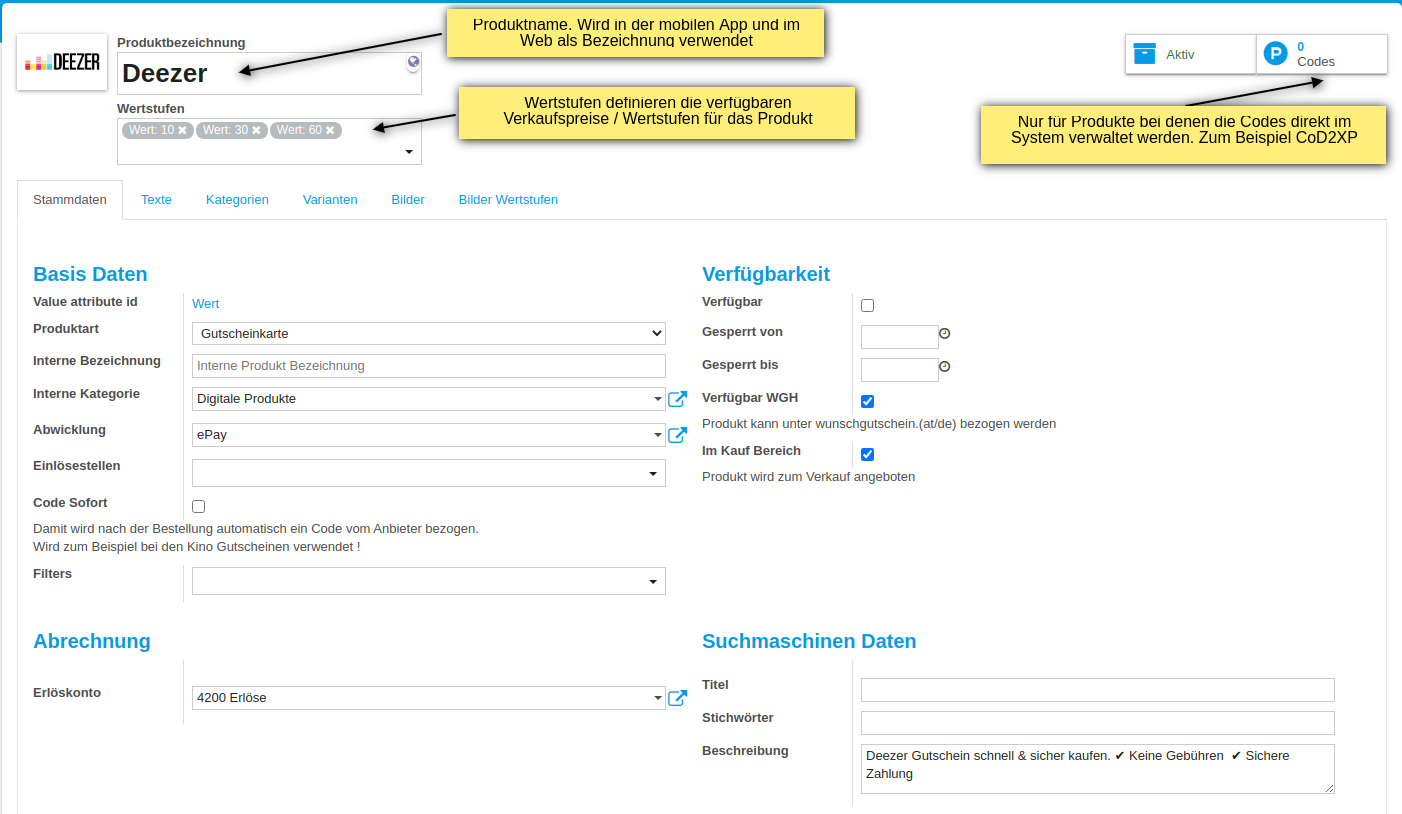 Produktname. Wird in der mobilen App und im
Web als Bezeichnung verwendet
DEEZER
Produktbezeichnung
Deezer
Aktiv
P
0
Codes
Wertstufen
Wert: 10 ✖ Wert: 30 ✖ Wert: 60 ✖
Wertstufen definieren die verfügbaren
Verkaufspreise / Wertstufen für das Produkt
Nur für Produkte bei denen die Codes direkt im
System verwaltet werden. Zum Beispiel CoD2XP
Stammdaten Texte Kategorien Varianten Bilder Bilder Wertstufen
Basis Daten
Value attribute id Wert
Produktart Gutscheinkarte
Interne Bezeichnung Interne Produkt Bezeichnung
Interne Kategorie Digitale Produkte
Abwicklung ePay
Einlösestellen
Code Sofort
Damit wird nach der Bestellung automatisch ein Code vom Anbieter bezogen.
Wird zum Beispiel bei den Kino Gutscheinen verwendet !
Filters
Verfügbarkeit
Verfügbar
Gesperrt von
Gesperrt bis
Verfügbar WGH
Produkt kann unter wunschgutschein.(at/de) bezogen werden
Im Kauf Bereich
Produkt wird zum Verkauf angeboten
Abrechnung
Erlöskonto 4200 Erlöse
Suchmaschinen Daten
Titel
Stichwörter
Beschreibung Deezer Gutschein schnell & sicher kaufen. ✔ Keine Gebühren ✔ Sichere
Zahlung